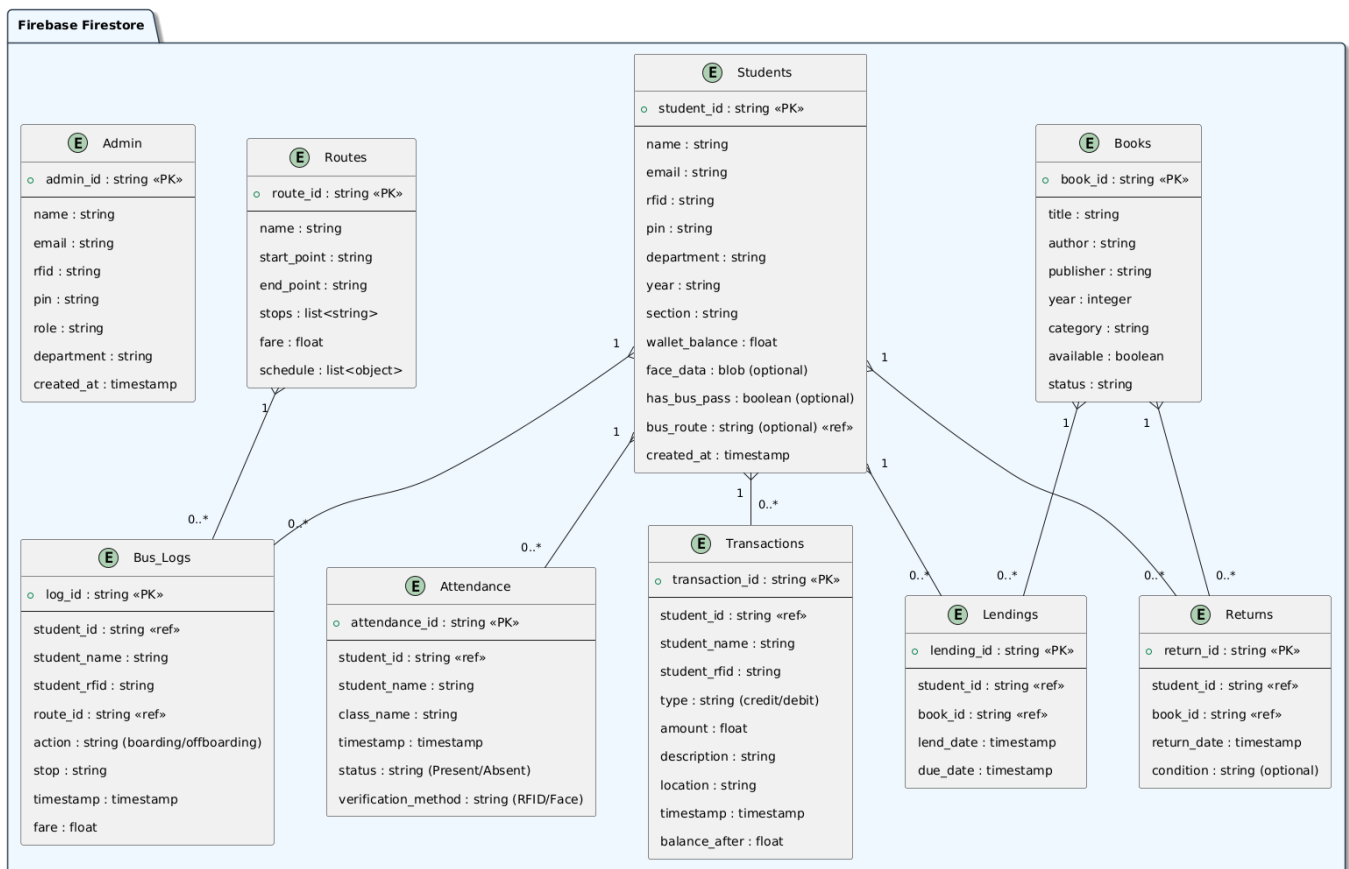 Firebase Firestore
E Students
student_id : string «PK»
name : string
email : string
rfid : string
pin : string
department : string
year : string
section : string
wallet_balance : float
face_data : blob (optional)
has_bus_pass : boolean (optional)
bus_route : string (optional) «ref»
created_at : timestamp
E Admin
admin_id : string «PK»
name : string
email : string
rfid : string
pin : string
role : string
department : string
created_at : timestamp
E Routes
route_id : string «PK»
name : string
start_point : string
end_point : string
stops : list<string>
fare : float
schedule : list<object>
E Books
book_id : string «PK»
title : string
author : string
publisher : string
year : integer
category : string
available : boolean
status : string
1
1
1
1
1
1
1
1
0..*
0..*
0..*
0..*
0..*
0..*
0..*
0..*
E Bus_Logs
log_id : string «PK»
student_id : string «ref»
student_name : string
student_rfid : string
route_id : string «ref»
action : string (boarding/offboarding)
stop : string
timestamp : timestamp
fare : float
E Attendance
attendance_id : string «PK»
student_id : string «ref»
student_name : string
class_name : string
timestamp : timestamp
status : string (Present/Absent)
verification_method : string (RFID/Face)
E Transactions
transaction_id : string «PK»
student_id : string «ref»
student_name : string
student_rfid : string
type : string (credit/debit)
amount : float
description : string
location : string
timestamp : timestamp
balance_after : float
E Lendings
lending_id : string «PK»
student_id : string «ref»
book_id : string «ref»
lend_date : timestamp
due_date : timestamp
E Returns
return_id : string «PK»
student_id : string «ref»
book_id : string «ref»
return_date : timestamp
condition : string (optional)